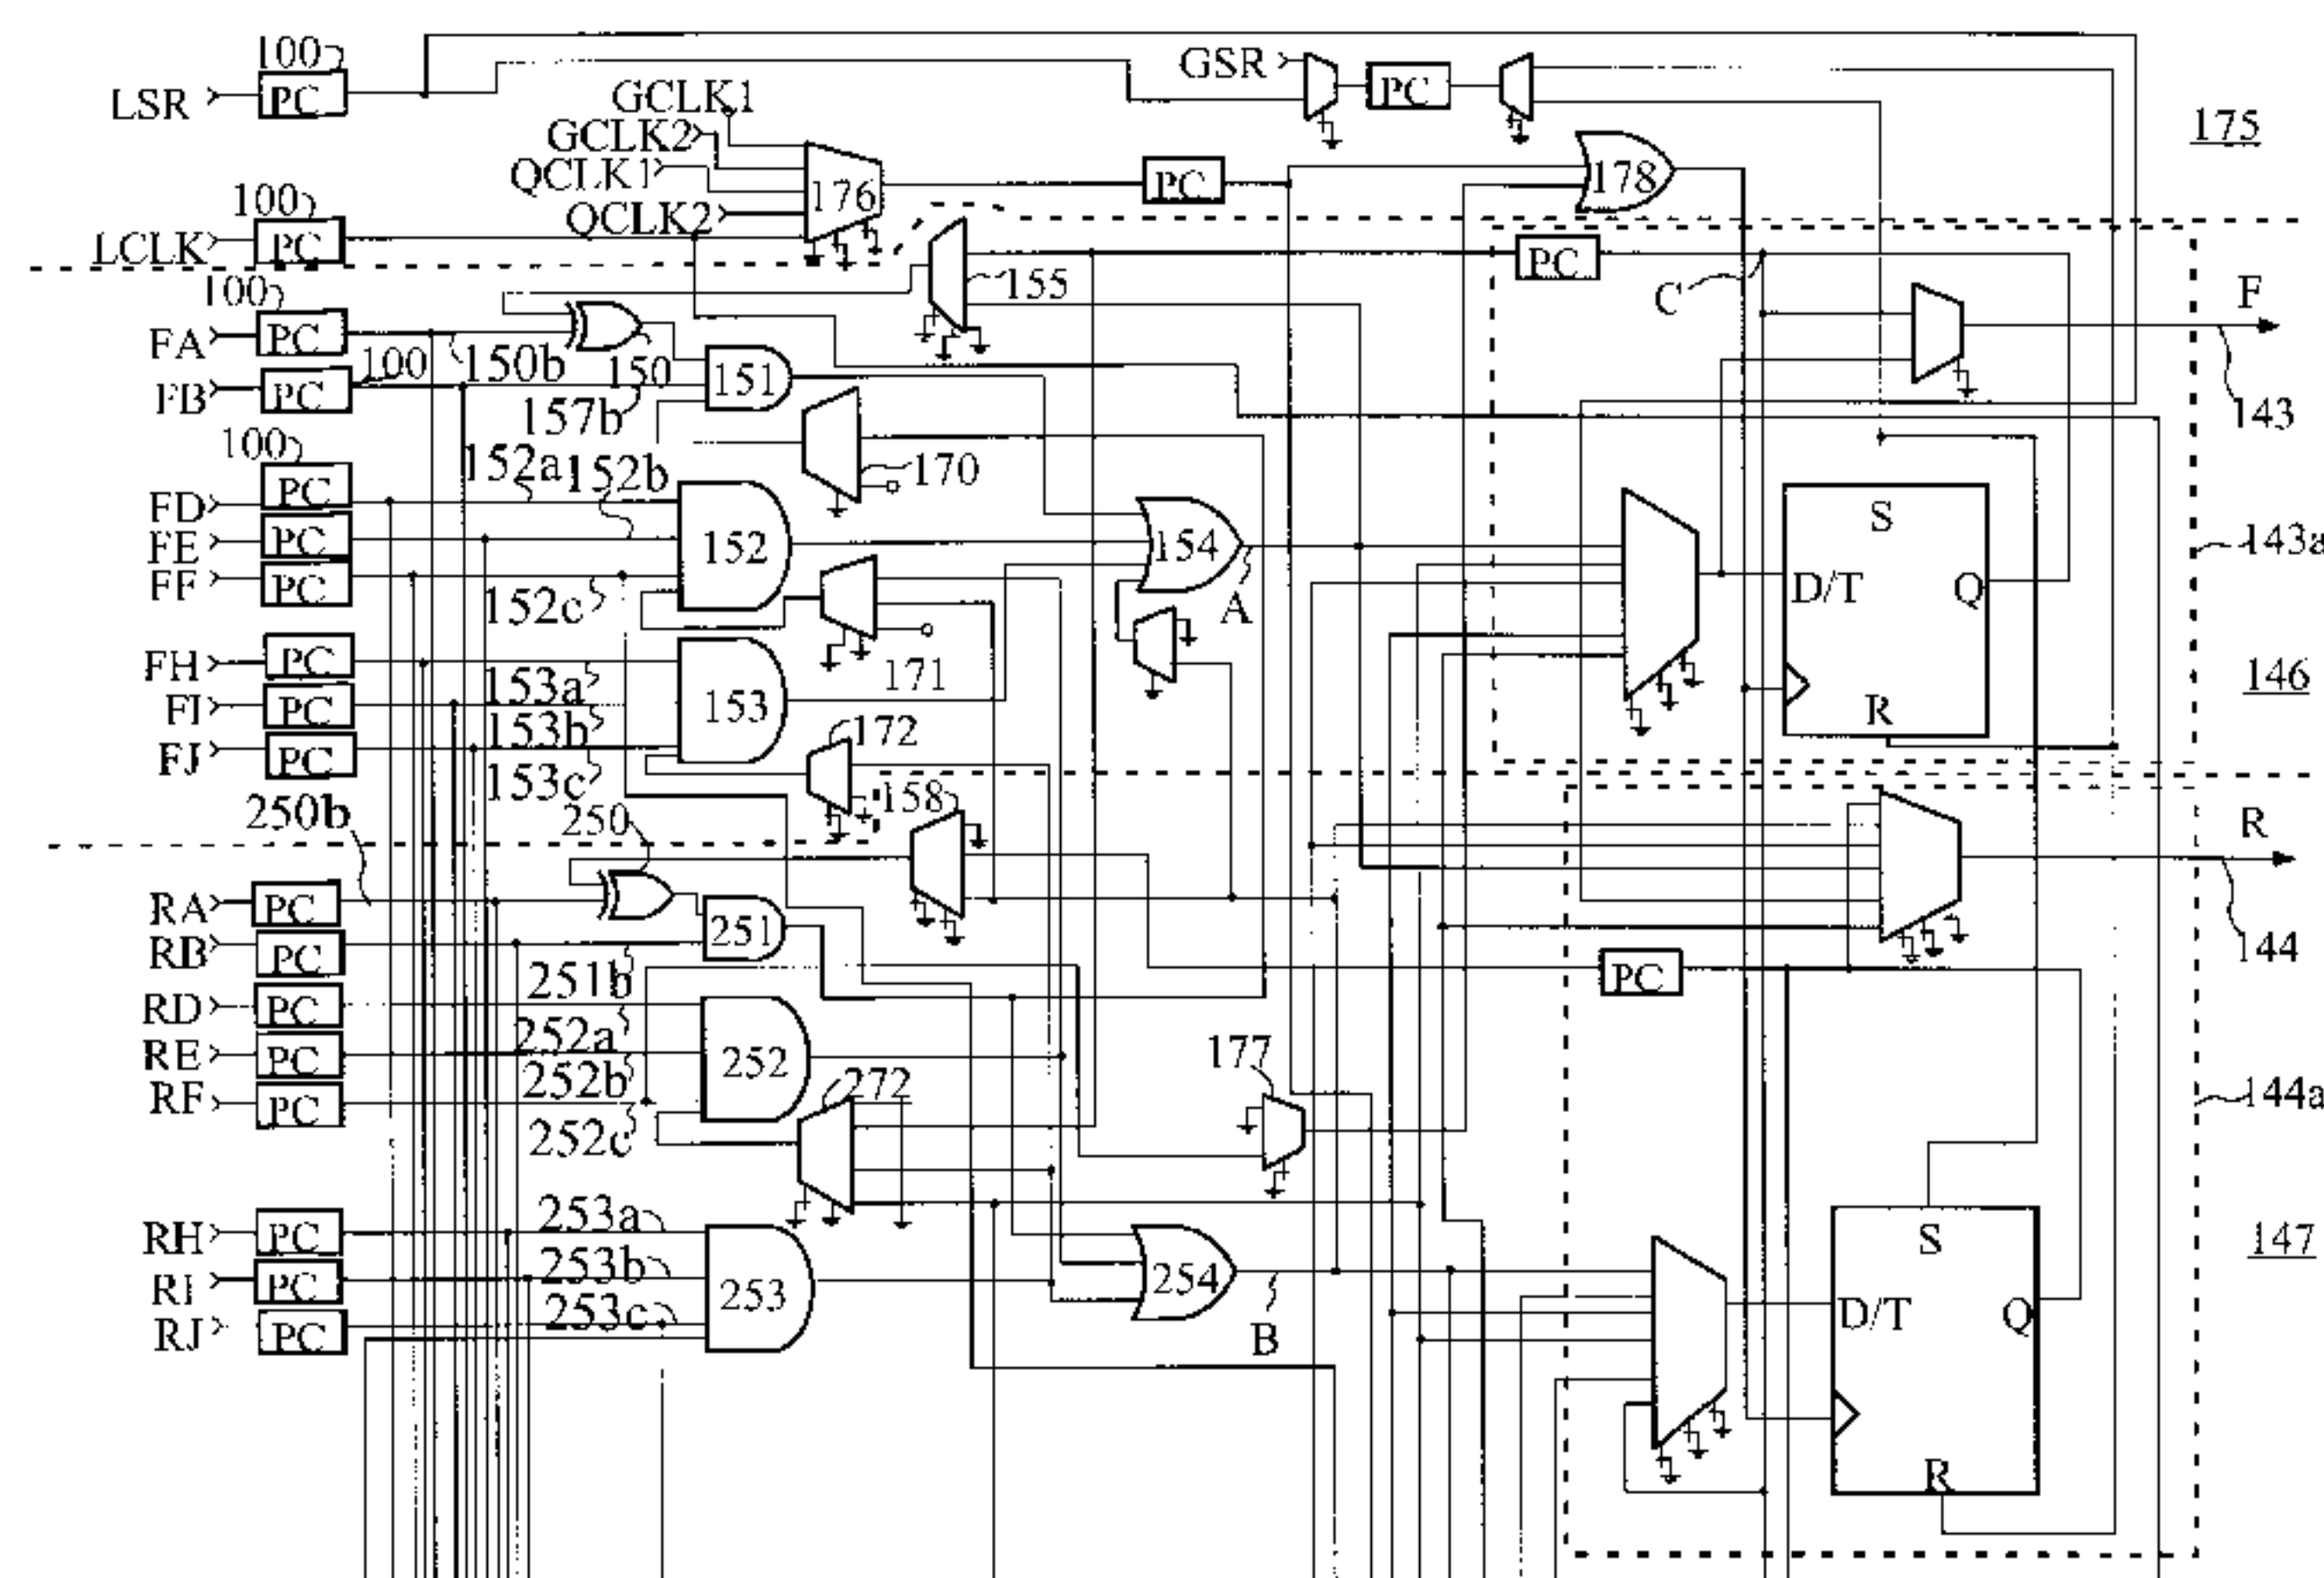 100
LSR PC
GSR PC
GCLK1
GCLK2
QCLK1
QCLK2
176
PC
178
175
100
LCLK PC
155
PC
C
F
143
100
FA PC
150b
150
151
FB PC
100
157b
170
100
FD PC
152a
152b
FE PC
152
FF PC
152c
171
154
A
S
D/T
Q
R
143a
146
FH PC
153a
FI PC
153b
153
FJ PC
153c
172
158
250b
250
R
144
RA PC
251
RB PC
251b
PC
RD PC
252a
RE PC
252b
252
RF PC
252c
272
177
144a
RH PC
253a
RI PC
253b
253
RJ PC
253c
254
B
S
D/T
Q
R
147